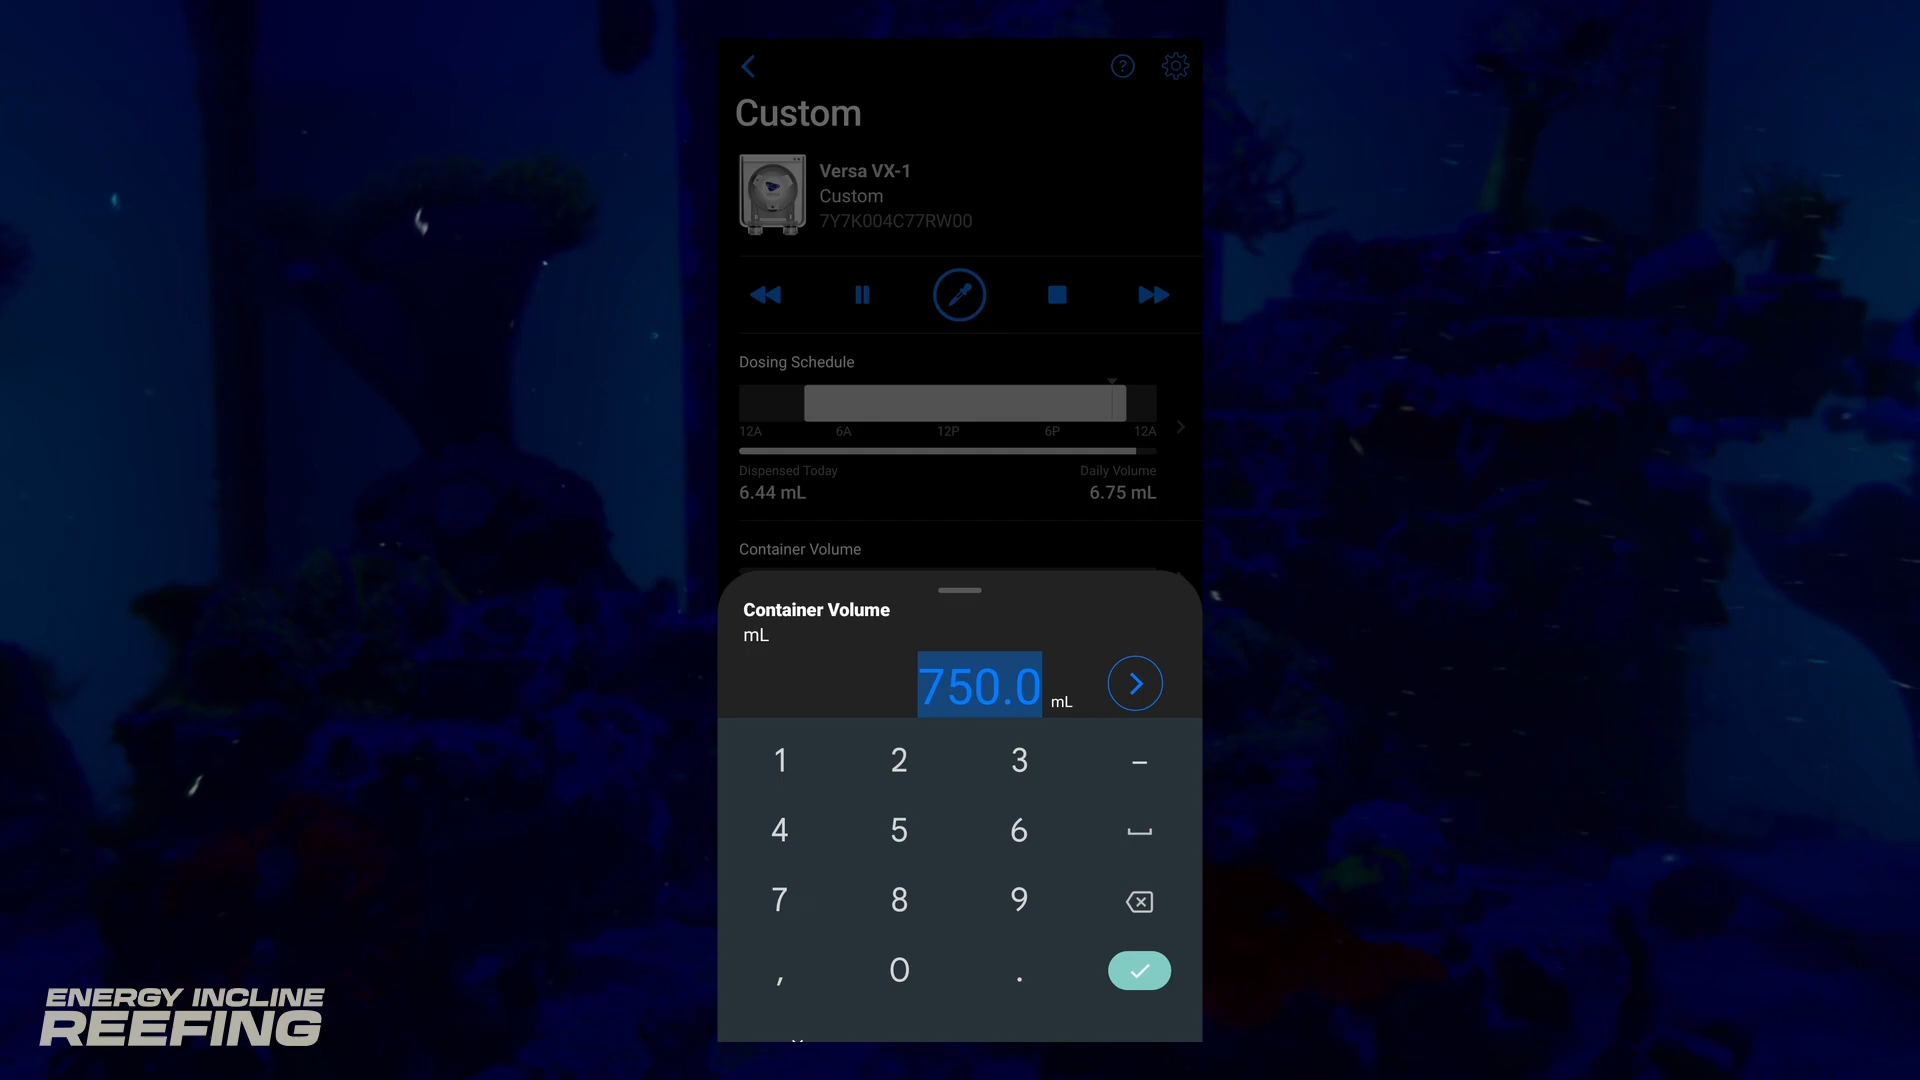 Custom
Versa VX-1
Custom
7Y7K004C77RW00
Dosing Schedule
12A 6A 12P 6P 12A
Dispensed Today Daily Volume
6.44 mL 6.75 mL
Container Volume
Container Volume
mL
750.0 mL
1 2 3 –
4 5 6
7 8 9
, 0 .
ENERGY INCLINE
REEFING